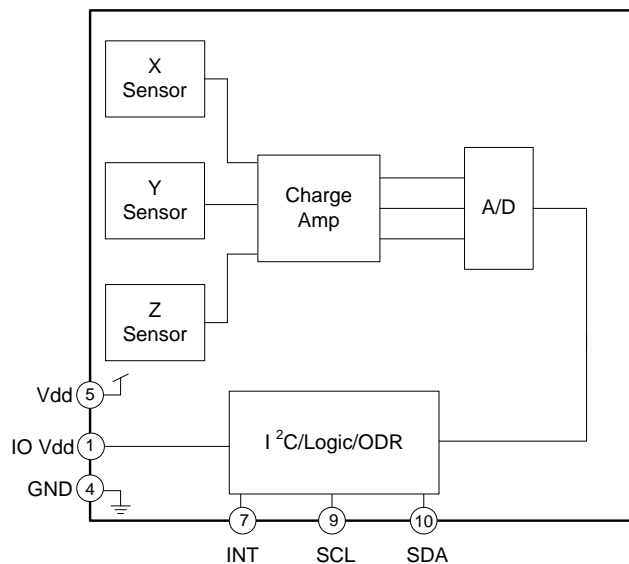 X
Sensor
Y
Sensor
Z
Sensor
Charge
Amp
A/D
Vdd
5
IO Vdd
1
GND
4
I ²C/Logic/ODR
7
9
10
INT
SCL
SDA